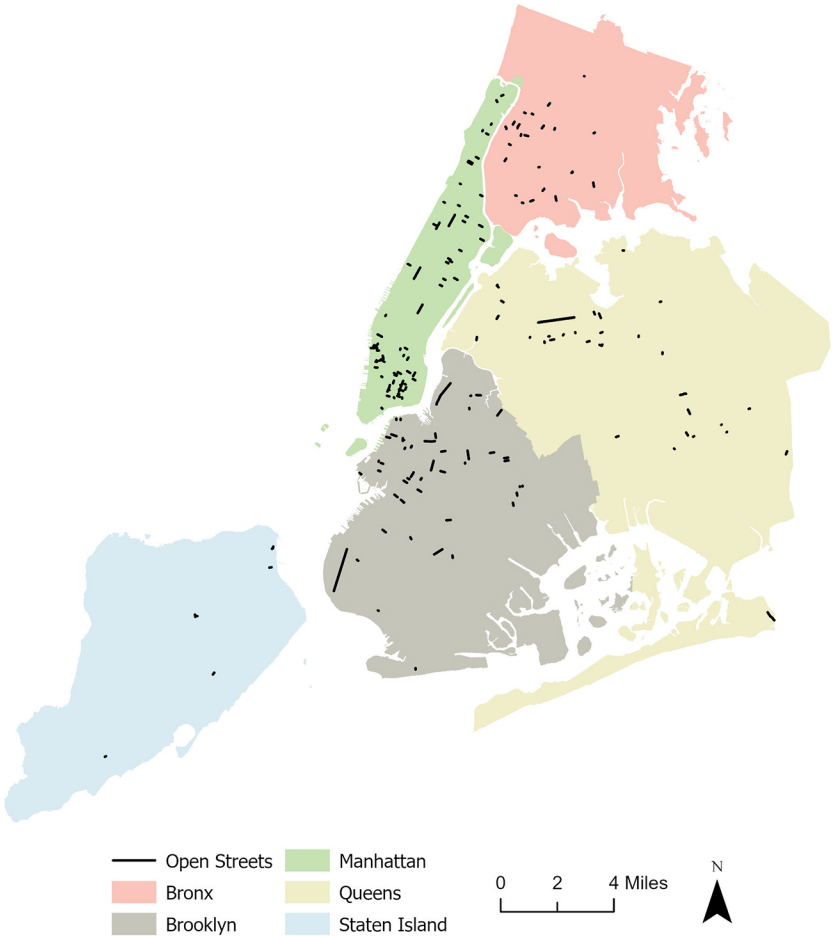 Open Streets
Manhattan
Bronx
Queens
Brooklyn
Staten Island
0 2 4 Miles
N